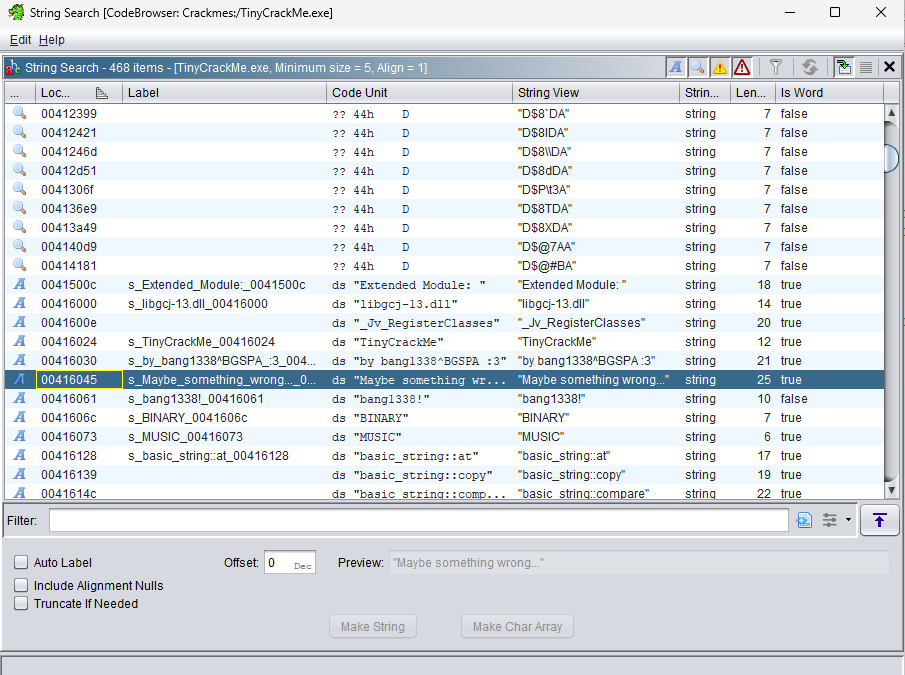 String Search [CodeBrowser: Crackmes:/TinyCrackMe.exe]
Edit Help
String Search - 468 items - [TinyCrackMe.exe, Minimum size = 5, Align = 1]
... Loc... Label Code Unit String View Strin... Len... Is Word
00412399 ?? 44h D "D$8`DA" string 7 false
00412421 ?? 44h D "D$8lDA" string 7 false
0041246d ?? 44h D "D$8\\DA" string 7 false
00412d51 ?? 44h D "D$8dDA" string 7 false
0041306f ?? 44h D "D$P\t3A" string 7 false
004136e9 ?? 44h D "D$8TDA" string 7 false
00413a49 ?? 44h D "D$8XDA" string 7 false
004140d9 ?? 44h D "D$@7AA" string 7 false
00414181 ?? 44h D "D$@#BA" string 7 false
0041500c s_Extended_Module:_0041500c ds "Extended Module: " "Extended Module: " string 18 true
00416000 s_libgcj-13.dll_00416000 ds "libgcj-13.dll" "libgcj-13.dll" string 14 true
0041600e ds "_Jv_RegisterClasses" "_Jv_RegisterClasses" string 20 true
00416024 s_TinyCrackMe_00416024 ds "TinyCrackMe" "TinyCrackMe" string 12 true
00416030 s_by_bang1338^BGSPA_:3_004... ds "by bang1338^BGSPA :3" "by bang1338^BGSPA :3" string 21 true
00416045 s_Maybe_something_wrong..._0... ds "Maybe something wr... "Maybe something wrong..." string 25 true
00416061 s_bang1338!_00416061 ds "bang1338!" "bang1338!" string 10 false
0041606c s_BINARY_0041606c ds "BINARY" "BINARY" string 7 true
00416073 s_MUSIC_00416073 ds "MUSIC" "MUSIC" string 6 true
00416128 s_basic_string::at_00416128 ds "basic_string::at" "basic_string::at" string 17 true
00416139 ds "basic_string::copy" "basic_string::copy" string 19 true
0041614c ds "basic_string::comp... "basic_string::compare" string 22 true
Filter:
Auto Label Offset: 0 Dec Preview: "Maybe something wrong..."
Include Alignment Nulls
Truncate If Needed
Make String Make Char Array